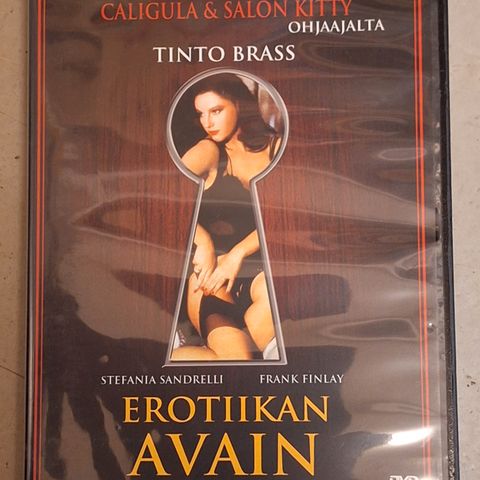 CALIGULA & SALON KITTY
OHJAAJALTA
TINTO BRASS
STEFANIA SANDRELLI FRANK FINLAY
EROTIIKAN
AVAIN